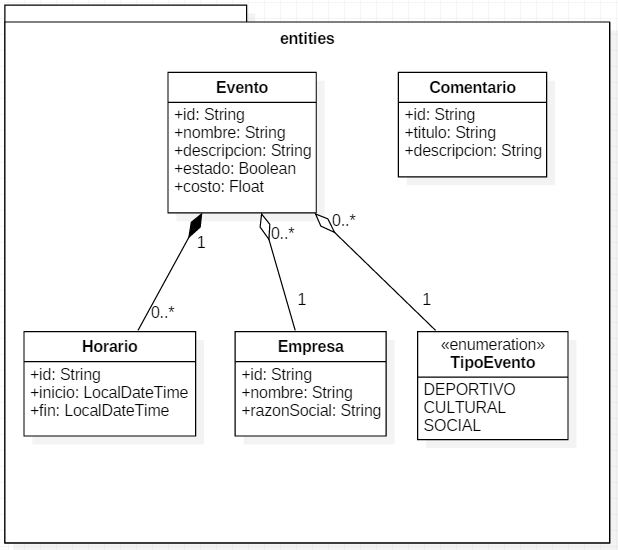 entities
Evento
+id: String
+nombre: String
+descripcion: String
+estado: Boolean
+costo: Float
Comentario
+id: String
+titulo: String
+descripcion: String
1
0..*
0..*
0..*
1
1
Horario
+id: String
+inicio: LocalDateTime
+fin: LocalDateTime
Empresa
+id: String
+nombre: String
+razonSocial: String
«enumeration»
TipoEvento
DEPORTIVO
CULTURAL
SOCIAL